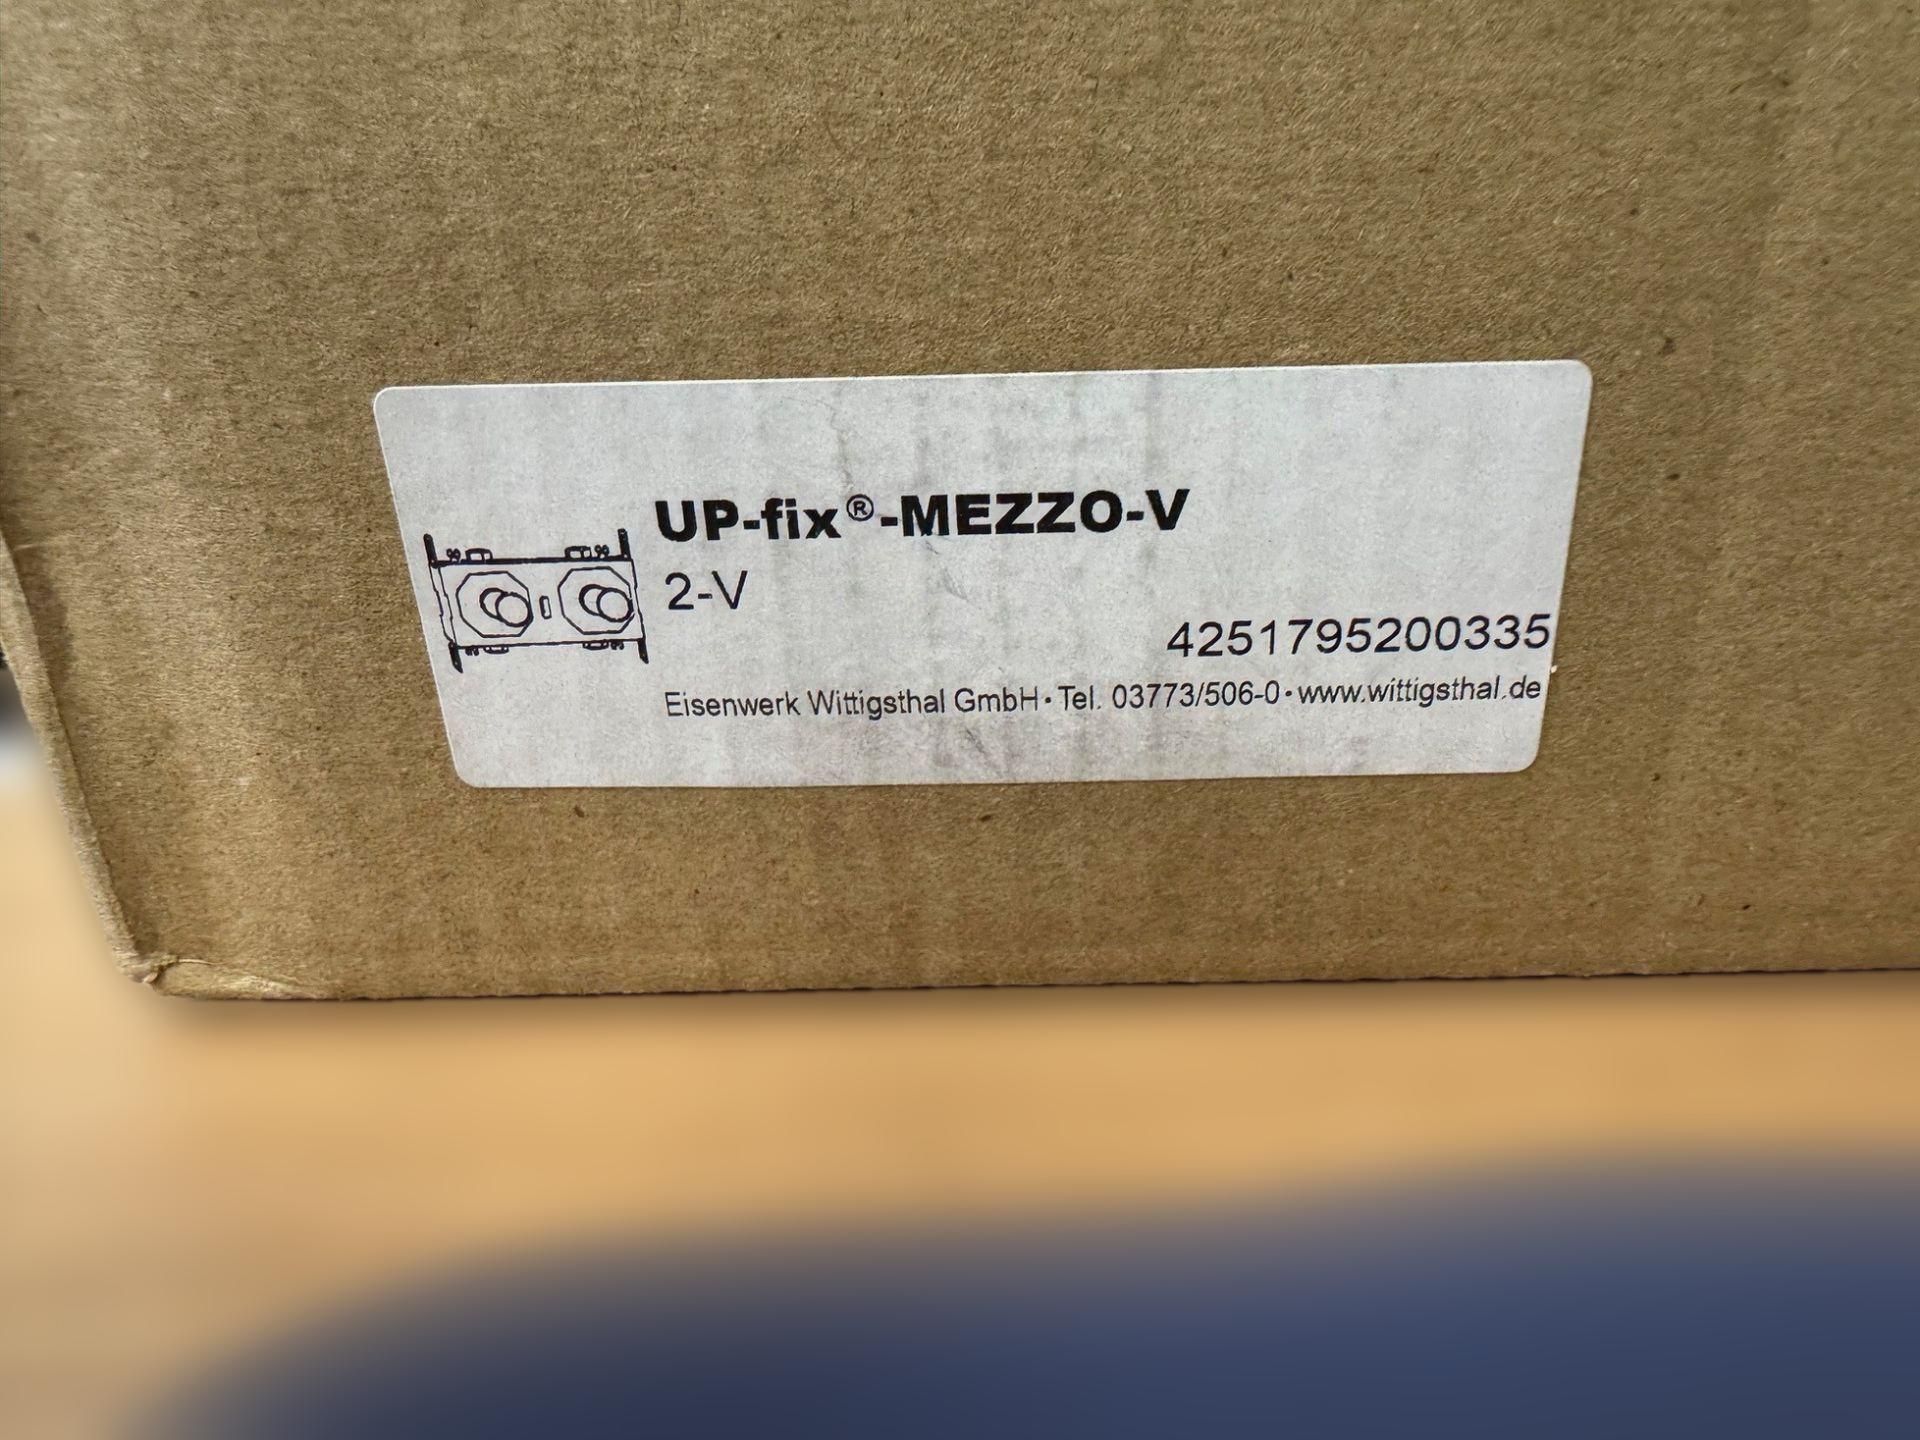 UP-fix®-MEZZO-V
2-V
4251795200335
Eisenwerk Wittigsthal GmbH • Tel. 03773/506-0 • www.wittigsthal.de